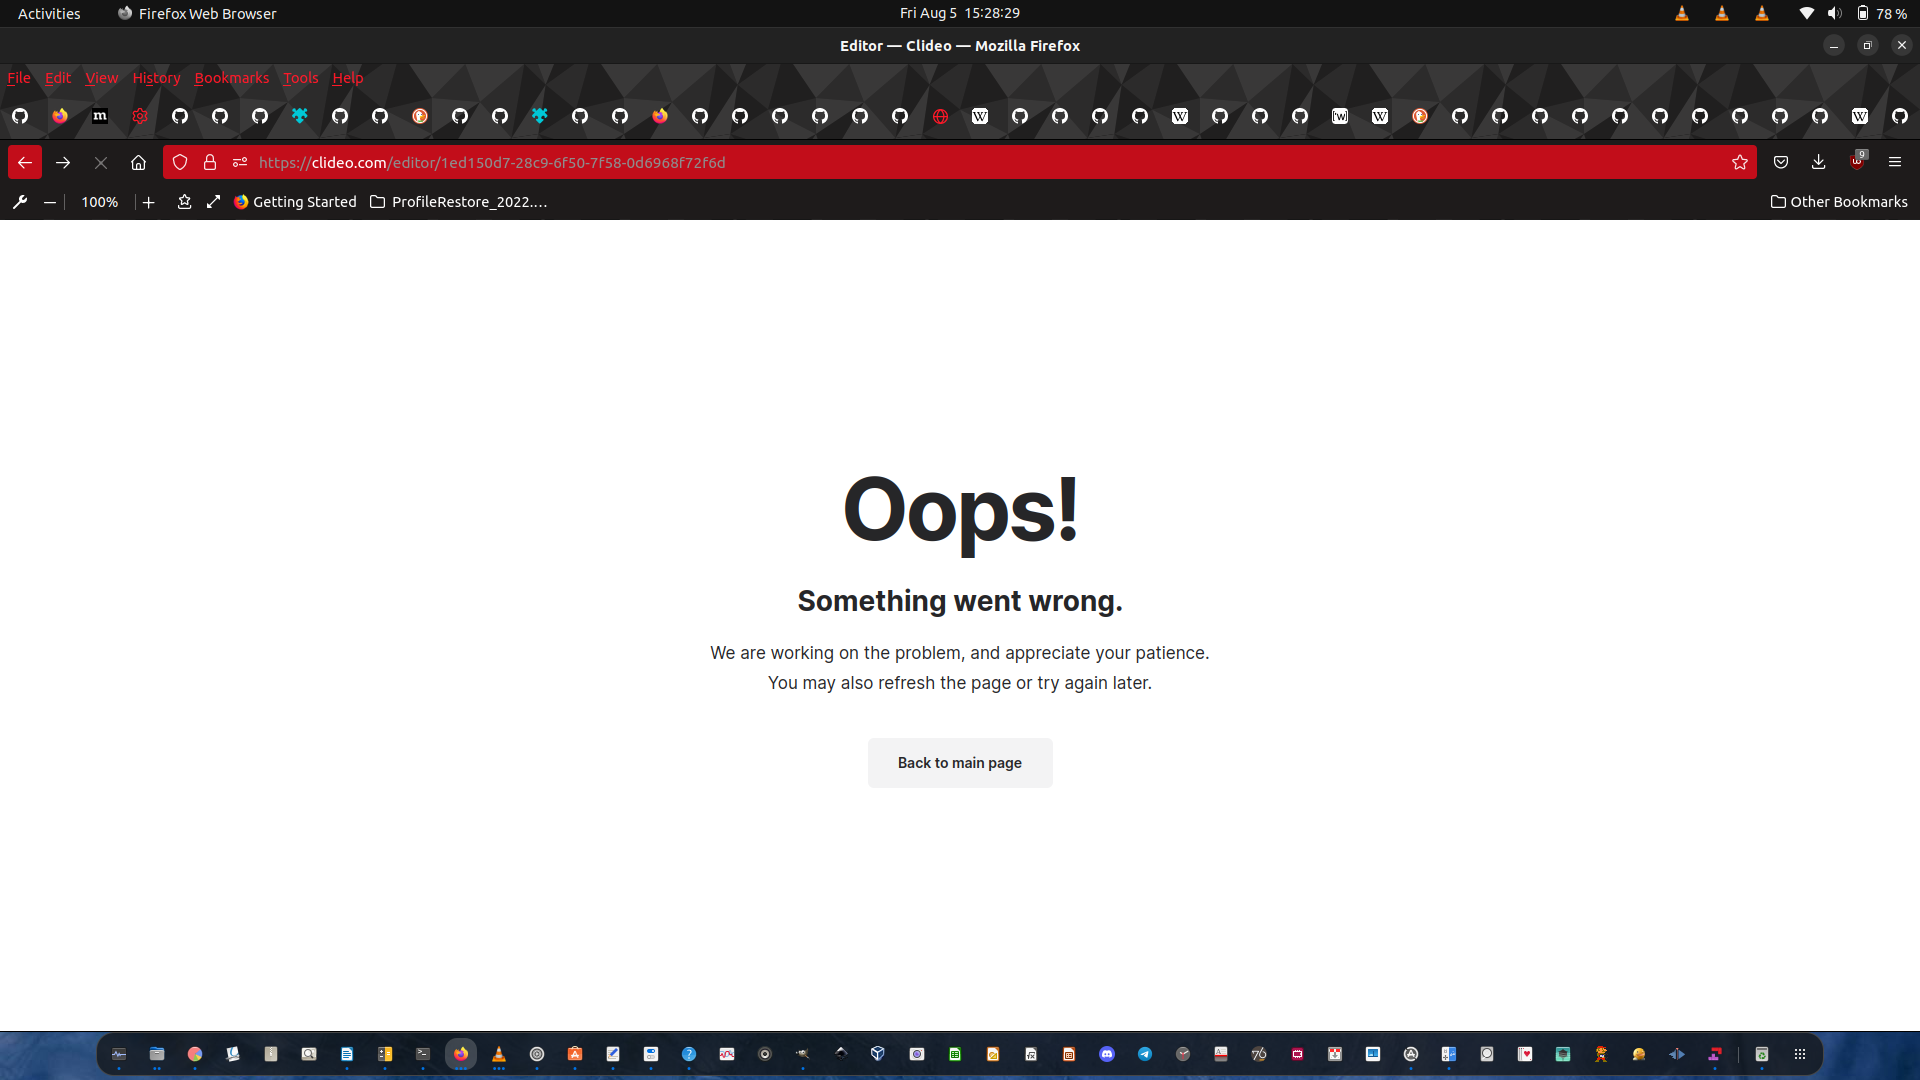 Activities
Firefox Web Browser
Fri Aug 5 15:28:29
78 %
Editor — Clideo — Mozilla Firefox
File Edit View History Bookmarks Tools Help
https://clideo.com/editor/1ed150d7-28c9-6f50-7f58-0d6968f72f6d
9
100%
Getting Started
ProfileRestore_2022....
Other Bookmarks
Oops!
Something went wrong.
We are working on the problem, and appreciate your patience.
You may also refresh the page or try again later.
Back to main page